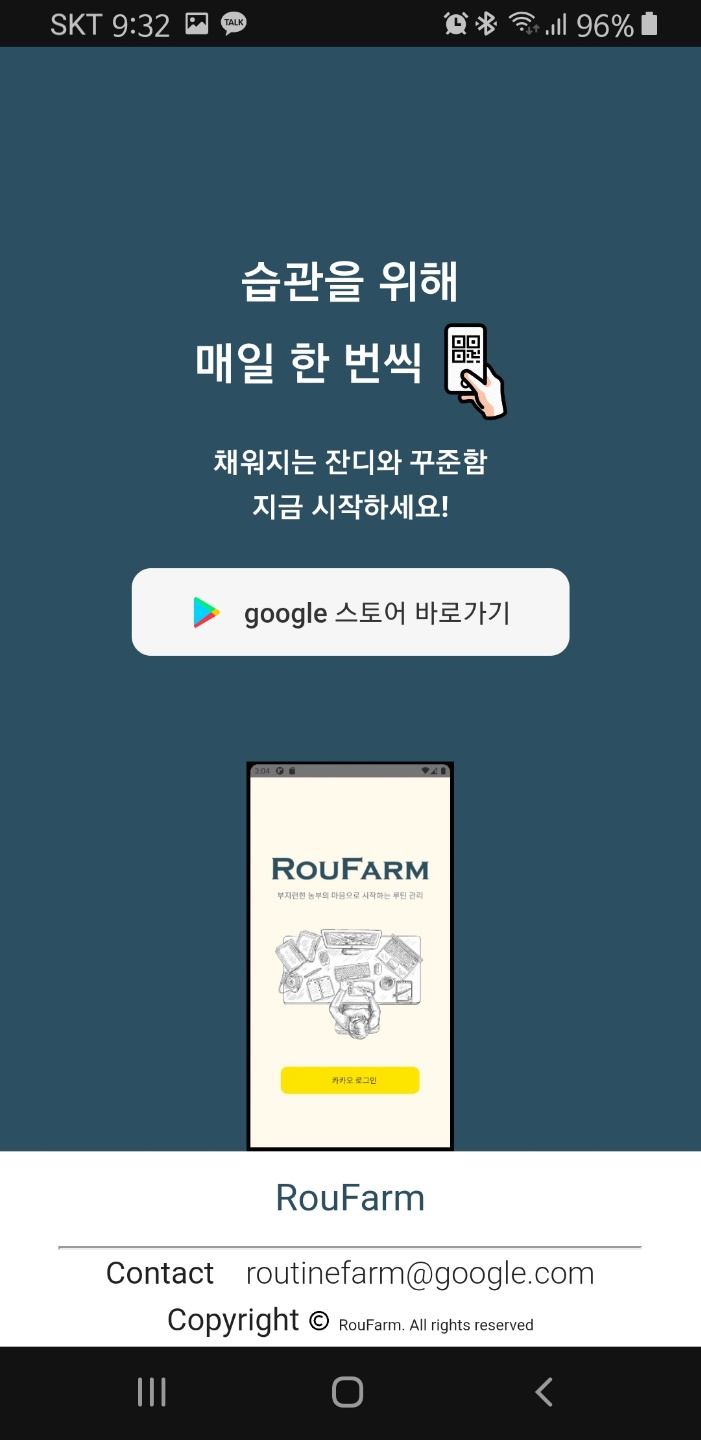 SKT 9:32 TALK 96%
습관을 위해
매일 한 번씩
채워지는 잔디와 꾸준함
지금 시작하세요!
google 스토어 바로가기
3:04
ROUFARM
부지런한 농부의 마음으로 시작하는 루틴 관리
카카오 로그인
RouFarm
Contact routinefarm@google.com
Copyright © RouFarm. All rights reserved